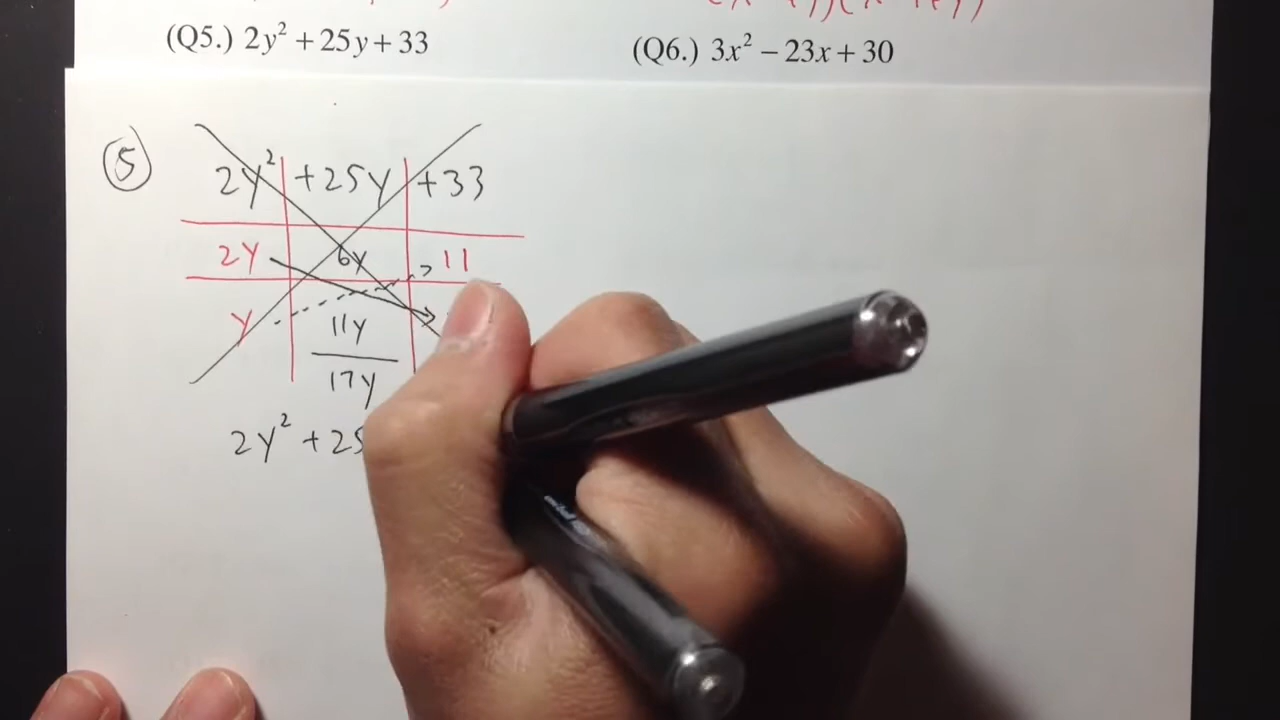 (Q5.) 2y² + 25y + 33
(Q6.) 3x² − 23x + 30
⑤
2y² +25y +33
2y 6y 11
y 11y
17y
2y² +25